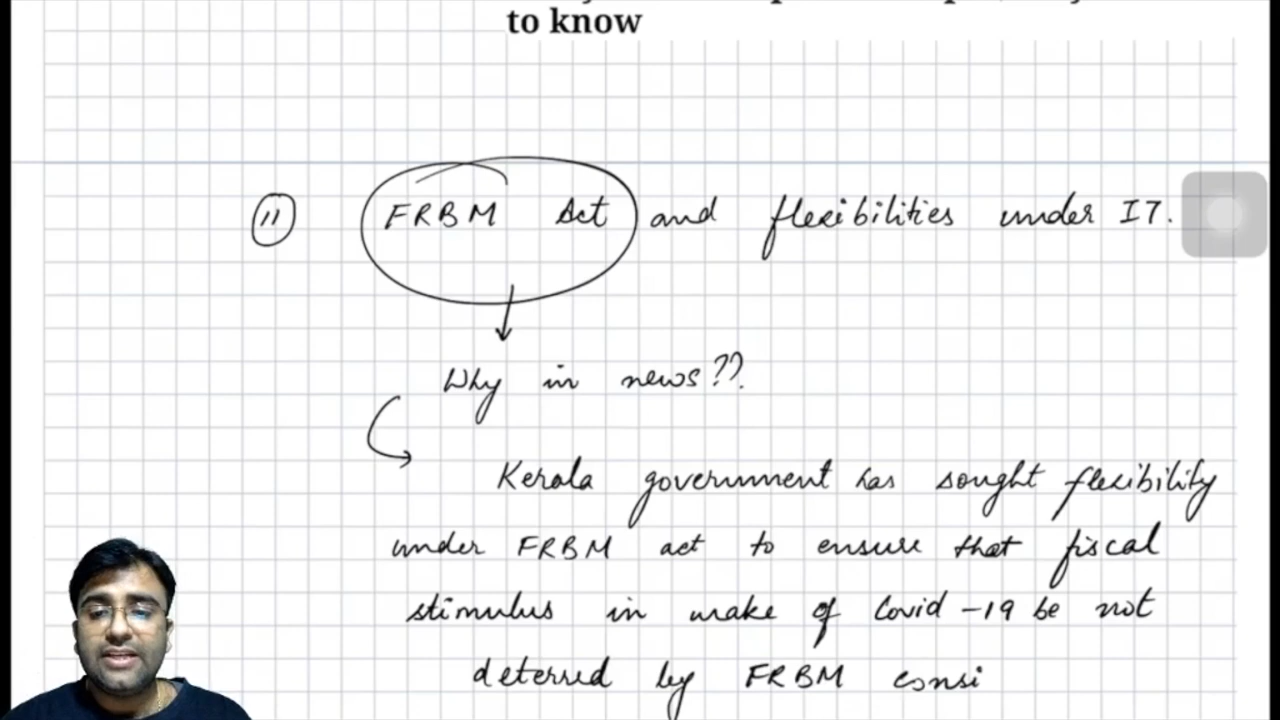 to know
11 FRBM Act and flexibilities under IT.
Why in news??
Kerala government has sought flexibility
under FRBM act to ensure that fiscal
stimulus in wake of Covid-19 be not
deterred by FRBM consi